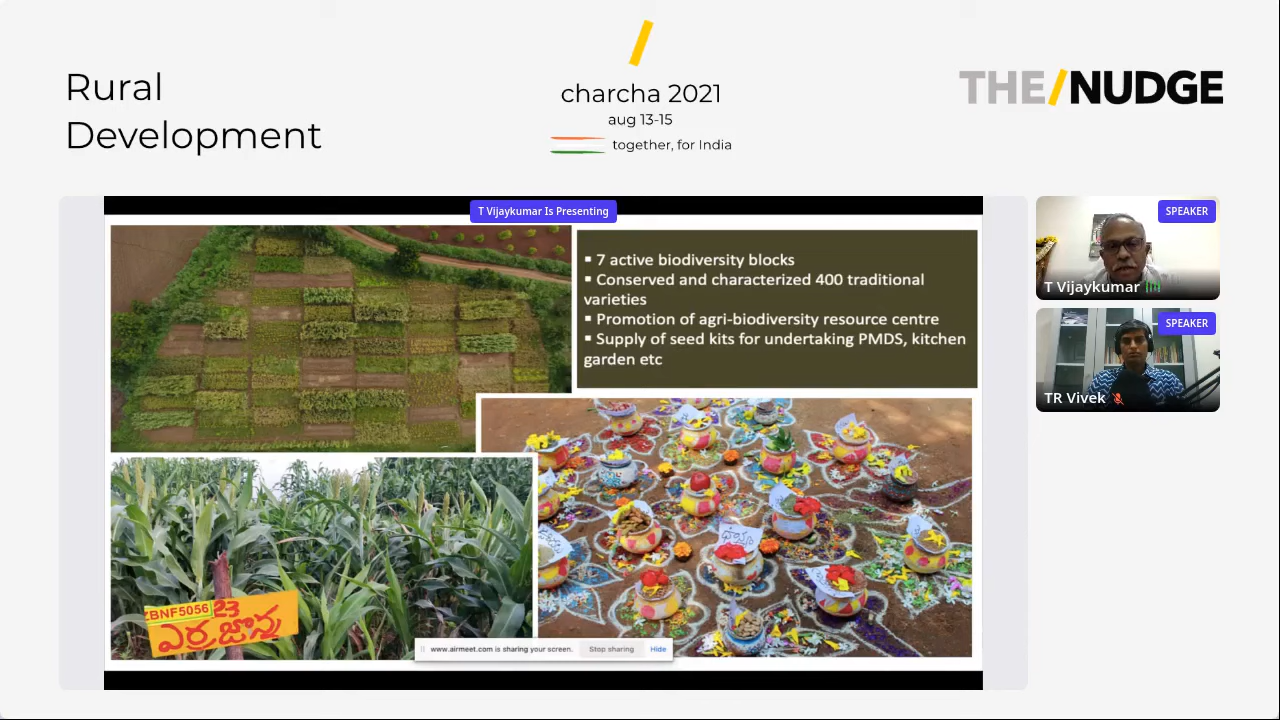 Rural
Development
charcha 2021
aug 13-15
together, for India
THE/NUDGE
T Vijaykumar Is Presenting
▪ 7 active biodiversity blocks
▪ Conserved and characterized 400 traditional
varieties
▪ Promotion of agri-biodiversity resource centre
▪ Supply of seed kits for undertaking PMDS, kitchen
garden etc
ZBNF5056 23
ఎర్ర జొన్న
www.airmeet.com is sharing your screen.
Stop sharing
Hide
SPEAKER
T Vijaykumar
SPEAKER
TR Vivek